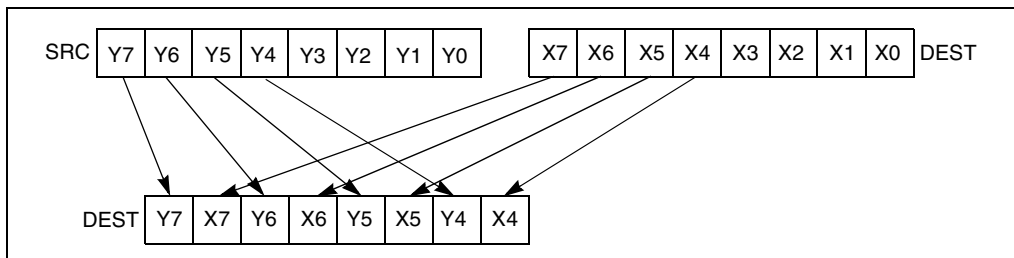 SRC Y7 Y6 Y5 Y4 Y3 Y2 Y1 Y0 X7 X6 X5 X4 X3 X2 X1 X0 DEST
DEST Y7 X7 Y6 X6 Y5 X5 Y4 X4